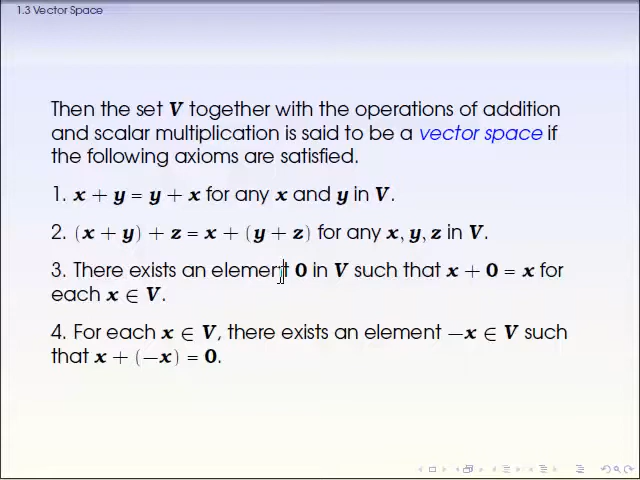 1.3 Vector Space
Then the set V together with the operations of addition
and scalar multiplication is said to be a vector space if
the following axioms are satisfied.
1. x + y = y + x for any x and y in V.
2. (x + y) + z = x + (y + z) for any x, y, z in V.
3. There exists an element 0 in V such that x + 0 = x for
each x ∈ V.
4. For each x ∈ V, there exists an element −x ∈ V such
that x + (−x) = 0.